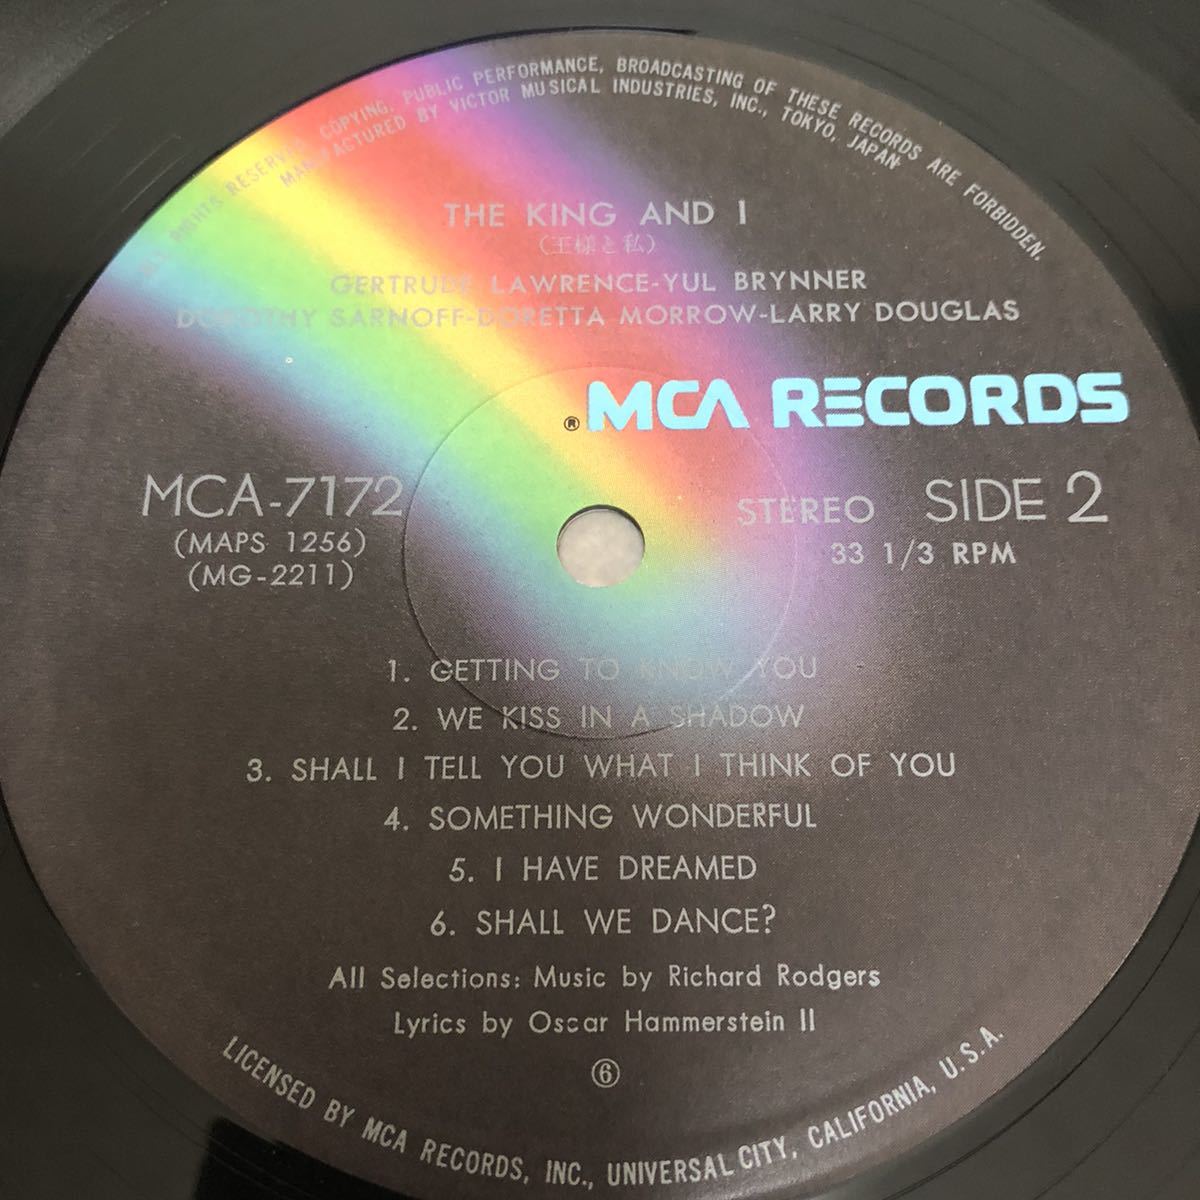 ALL RIGHTS RESERVED. COPYING, PUBLIC PERFORMANCE, BROADCASTING OF THESE RECORDS ARE FORBIDDEN.
MANUFACTURED BY VICTOR MUSICAL INDUSTRIES, INC., TOKYO, JAPAN
THE KING AND I
(王様と私)
GERTRUDE LAWRENCE-YUL BRYNNER
DOROTHY SARNOFF-DORETTA MORROW-LARRY DOUGLAS
® MCA RECORDS
MCA-7172
(MAPS 1256)
(MG-2211)
STEREO SIDE 2
33 1/3 RPM
1. GETTING TO KNOW YOU
2. WE KISS IN A SHADOW
3. SHALL I TELL YOU WHAT I THINK OF YOU
4. SOMETHING WONDERFUL
5. I HAVE DREAMED
6. SHALL WE DANCE?
All Selections: Music by Richard Rodgers
Lyrics by Oscar Hammerstein II
⑥
LICENSED BY MCA RECORDS, INC., UNIVERSAL CITY, CALIFORNIA, U.S.A.